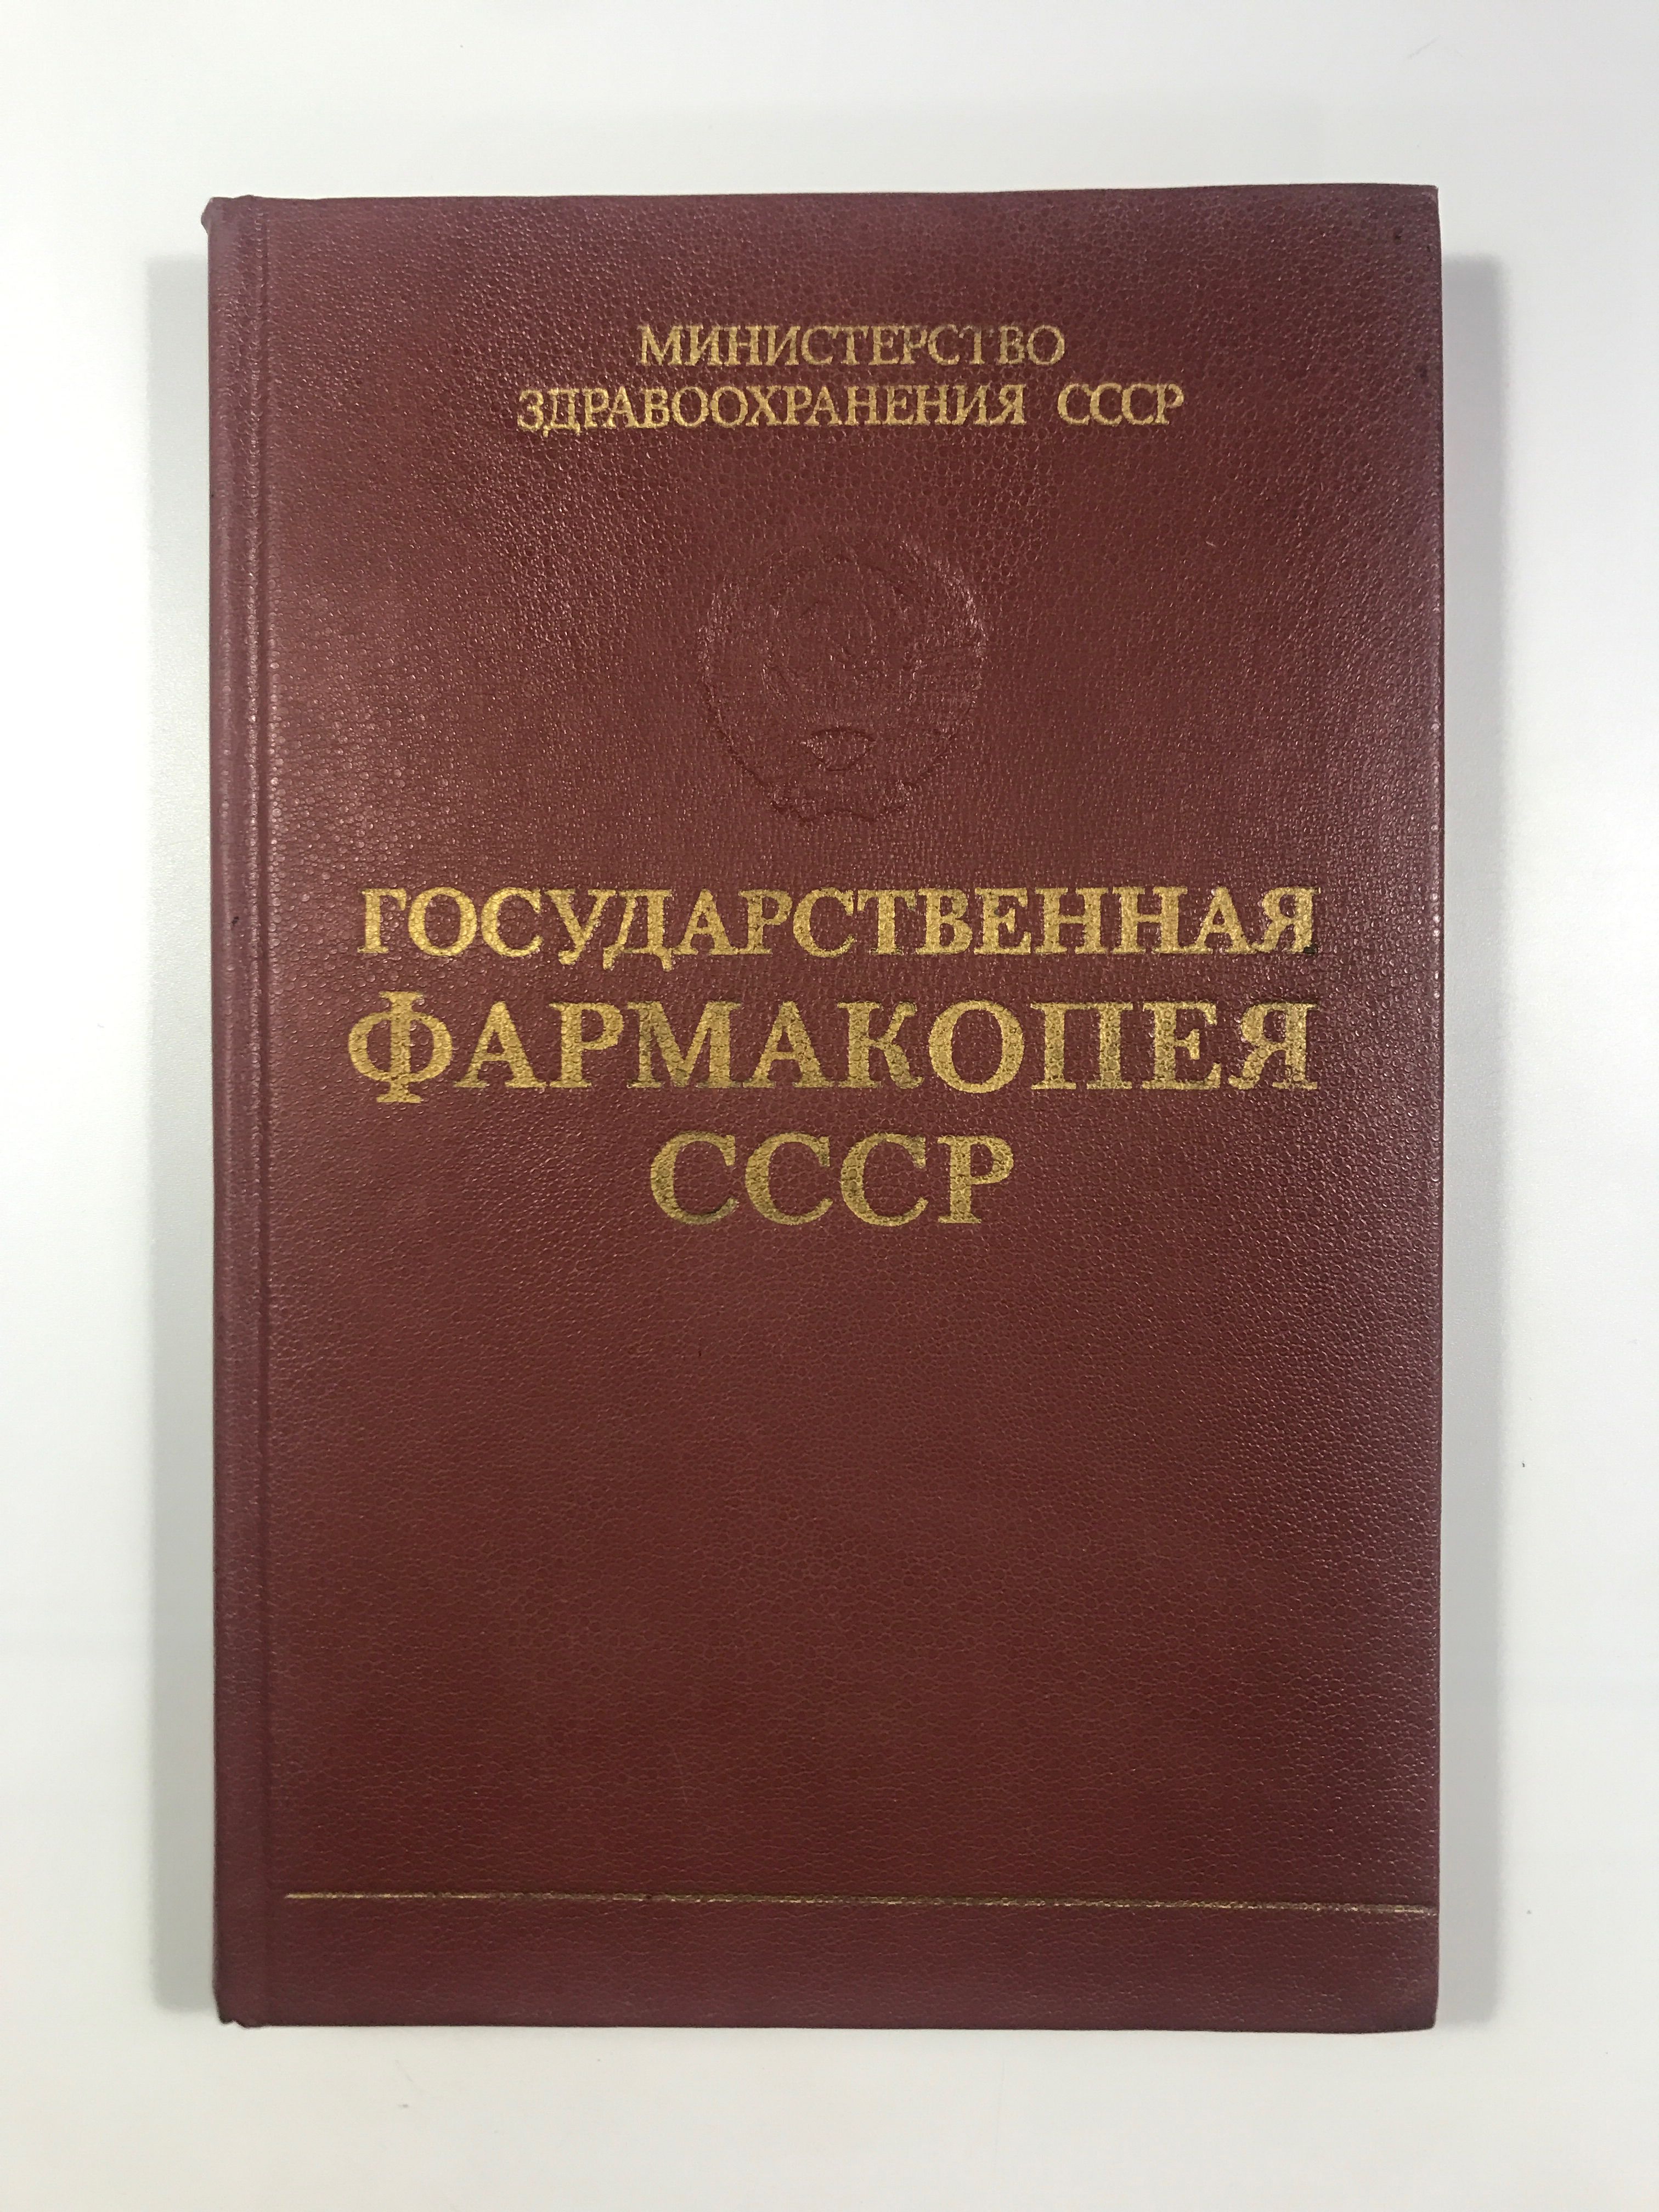 МИНИСТЕРСТВО
ЗДРАВООХРАНЕНИЯ СССР
ГОСУДАРСТВЕННАЯ
ФАРМАКОПЕЯ
СССР